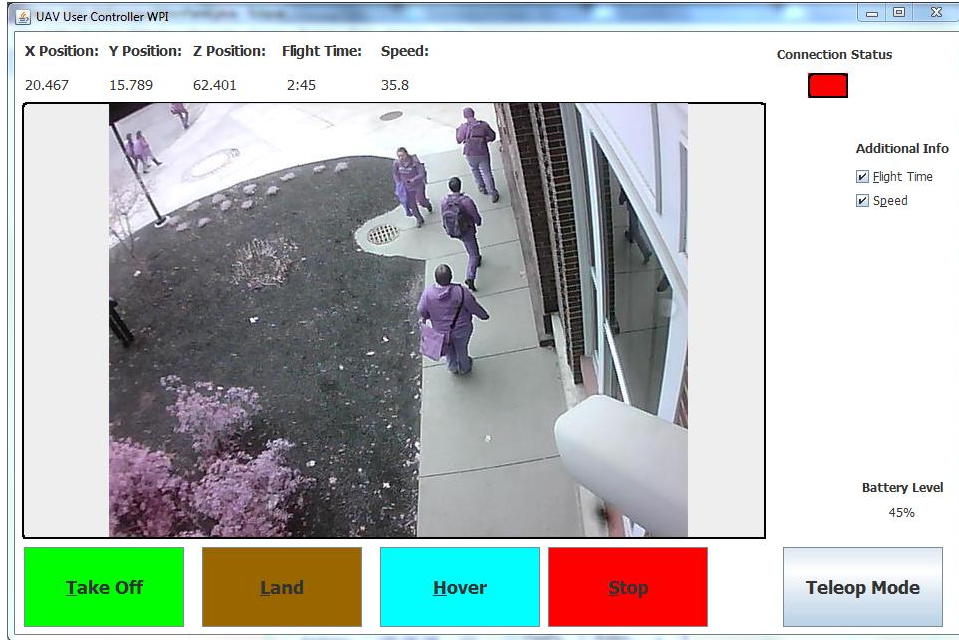 UAV User Controller WPI
X Position: Y Position: Z Position: Flight Time: Speed:
20.467 15.789 62.401 2:45 35.8
Connection Status
Additional Info
Flight Time
Speed
Battery Level
45%
Take Off Land Hover Stop Teleop Mode